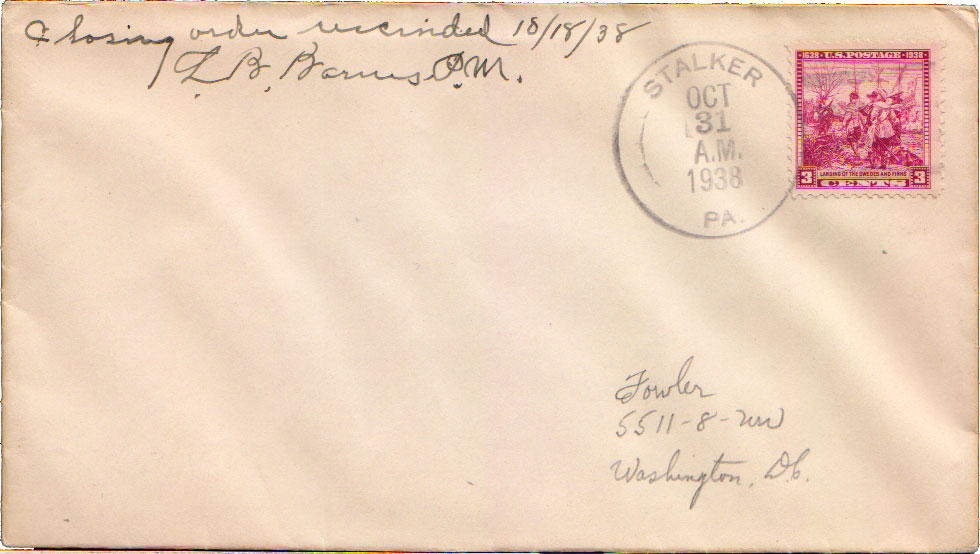 Closing order rescinded 10/18/38
L. B. Barnes P.M.
STALKER
OCT
31
A.M.
1938
PA.
1638 U.S. POSTAGE 1938
LANDING OF THE SWEDES AND FINNS
3 CENTS 3
Fowler
5511-8-NW
Washington, D.C.